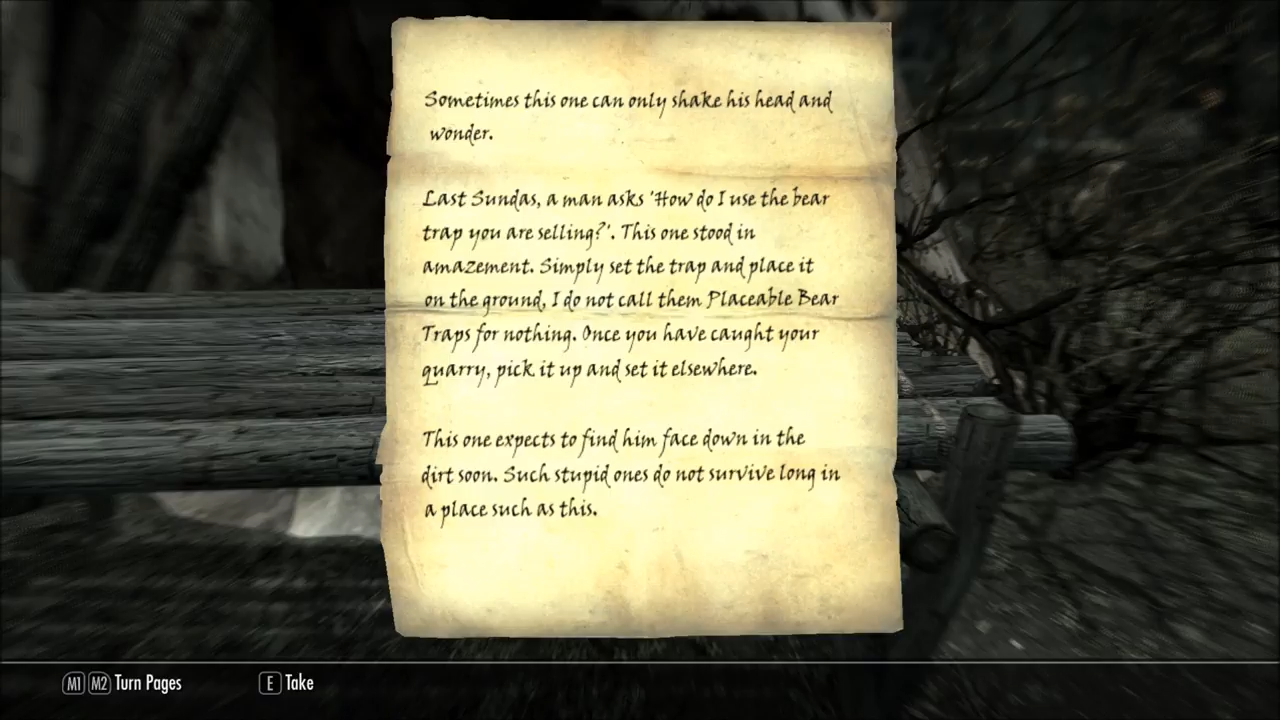 Sometimes this one can only shake his head and
wonder.
Last Sundas, a man asks 'How do I use the bear
trap you are selling?'. This one stood in
amazement. Simply set the trap and place it
on the ground, I do not call them Placeable Bear
Traps for nothing. Once you have caught your
quarry, pick it up and set it elsewhere.
This one expects to find him face down in the
dirt soon. Such stupid ones do not survive long in
a place such as this.
M1 M2 Turn Pages E Take